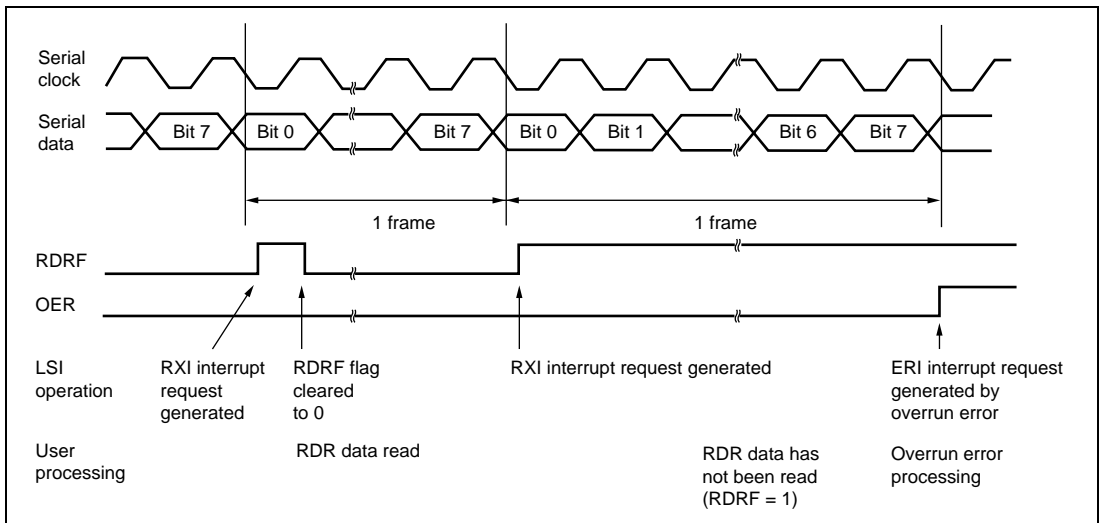 Serial
clock
Serial
data
Bit 7
Bit 0
Bit 7
Bit 0
Bit 1
Bit 6
Bit 7
1 frame
1 frame
RDRF
OER
LSI
operation
RXI interrupt
request
generated
RDRF flag
cleared
to 0
RXI interrupt request generated
ERI interrupt request
generated by
overrun error
User
processing
RDR data read
RDR data has
not been read
(RDRF = 1)
Overrun error
processing